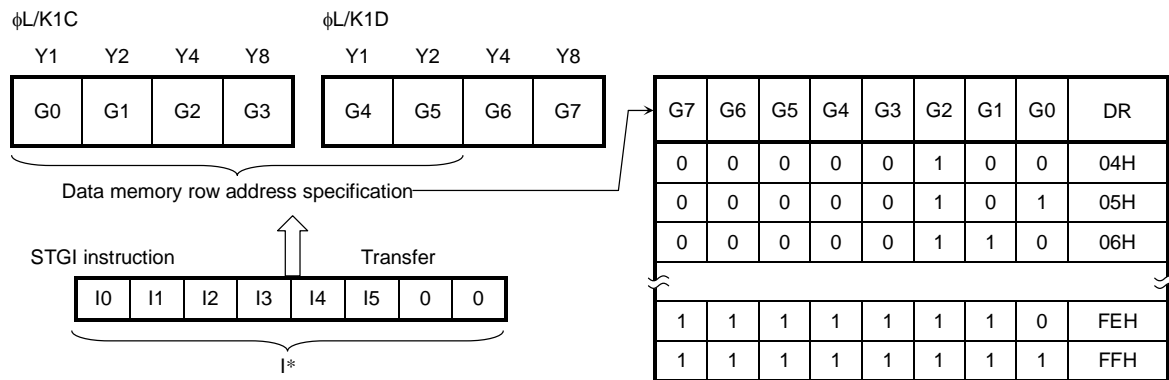 ϕL/K1C
Y1 Y2 Y4 Y8
G0 G1 G2 G3
ϕL/K1D
Y1 Y2 Y4 Y8
G4 G5 G6 G7
Data memory row address specification
STGI instruction Transfer
I0 I1 I2 I3 I4 I5 0 0
I*
G7 G6 G5 G4 G3 G2 G1 G0 DR
0 0 0 0 0 1 0 0 04H
0 0 0 0 0 1 0 1 05H
0 0 0 0 0 1 1 0 06H
1 1 1 1 1 1 1 0 FEH
1 1 1 1 1 1 1 1 FFH